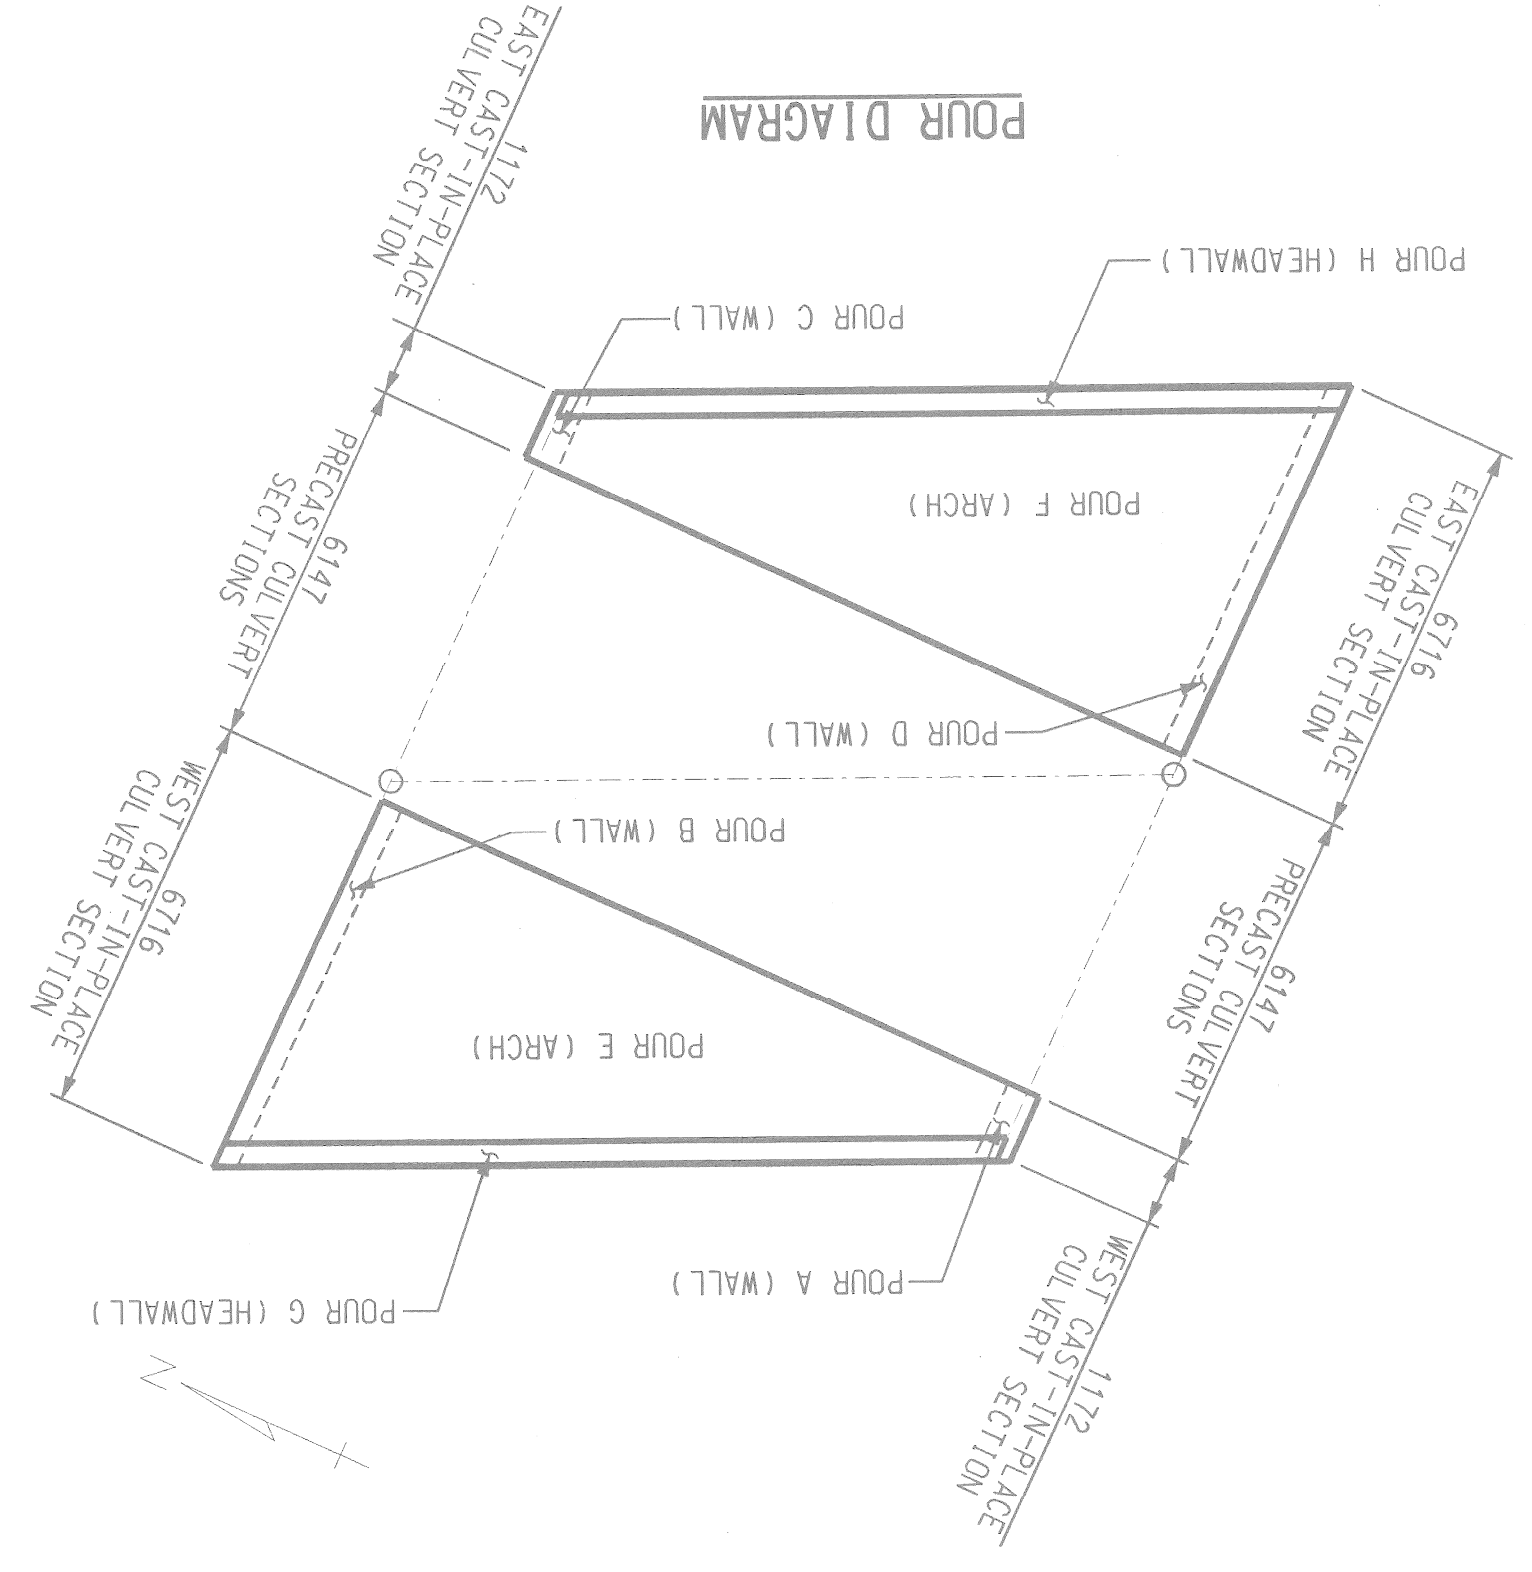 N
POUR G (HEADWALL)
POUR A (WALL)
1172
WEST CAST-IN-PLACE
CULVERT SECTION
POUR E (ARCH)
6716
WEST CAST-IN-PLACE
CULVERT SECTION
6147
PRECAST CULVERT
SECTIONS
POUR B (WALL)
POUR D (WALL)
6716
EAST CAST-IN-PLACE
CULVERT SECTION
6147
PRECAST CULVERT
SECTIONS
POUR F (ARCH)
POUR C (WALL)
POUR H (HEADWALL)
1172
EAST CAST-IN-PLACE
CULVERT SECTION
POUR DIAGRAM